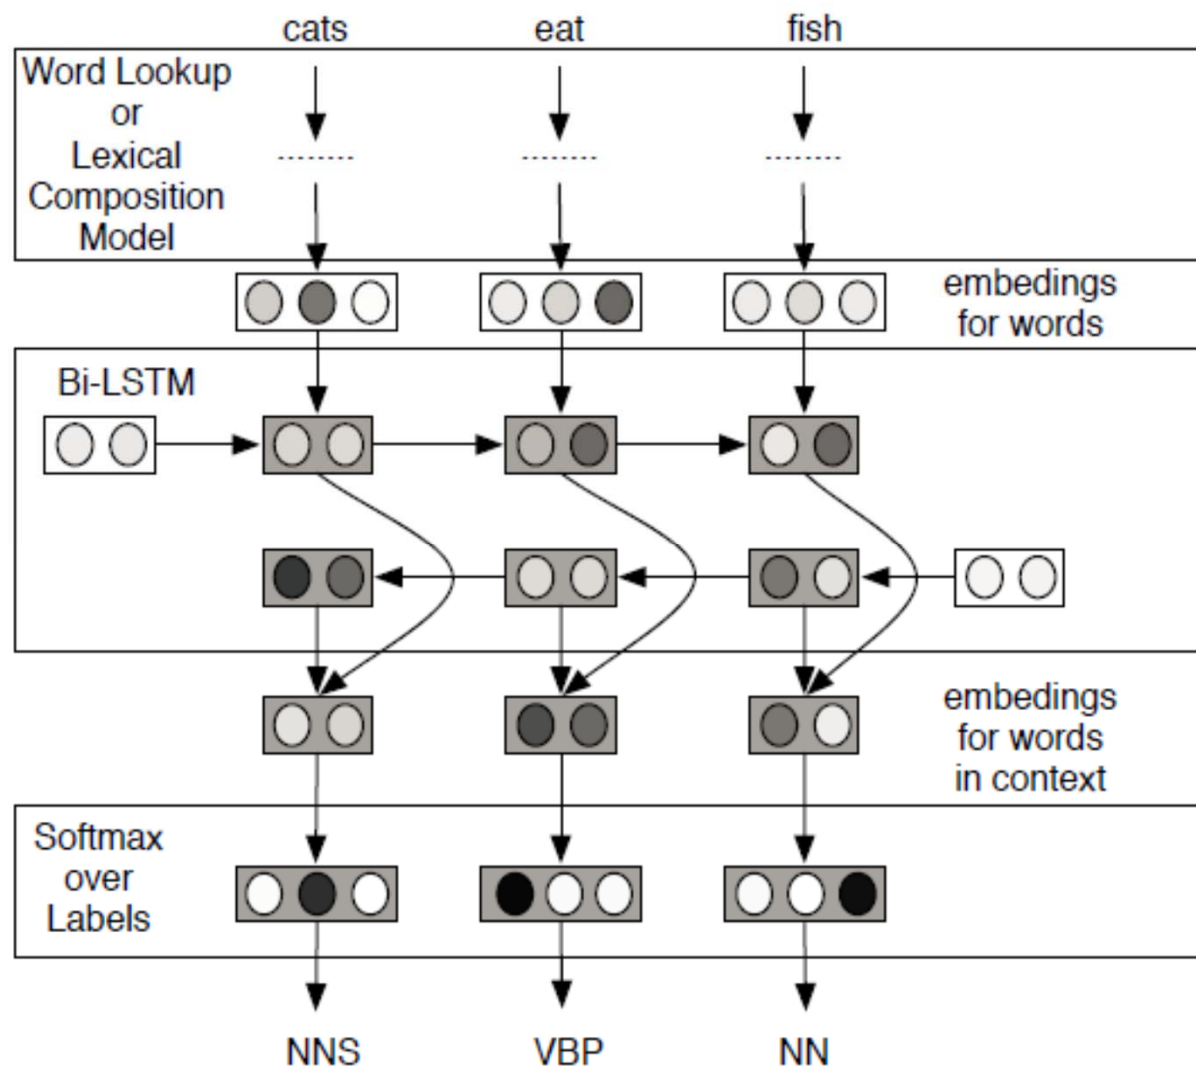 cats eat fish
Word Lookup
or
Lexical
Composition
Model
embedings
for words
Bi-LSTM
embedings
for words
in context
Softmax
over
Labels
NNS VBP NN